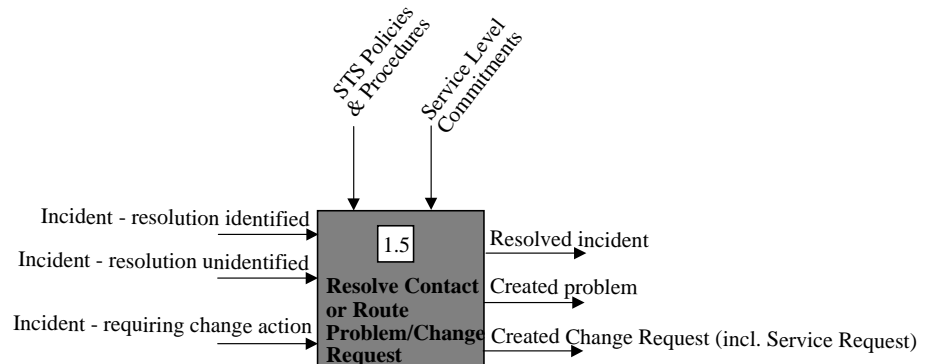 STS Policies
& Procedures
Service Level
Commitments
Incident - resolution identified
Incident - resolution unidentified
Incident - requiring change action
1.5
Resolve Contact
or Route
Problem/Change
Request
Resolved incident
Created problem
Created Change Request (incl. Service Request)